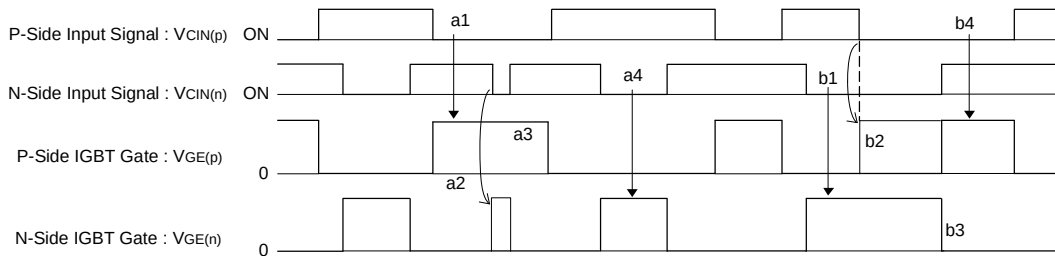 a1
b4
P-Side Input Signal : VCIN(p) ON
a4
b1
N-Side Input Signal : VCIN(n) ON
a3
b2
P-Side IGBT Gate : VGE(p)
0
a2
b3
N-Side IGBT Gate : VGE(n)
0